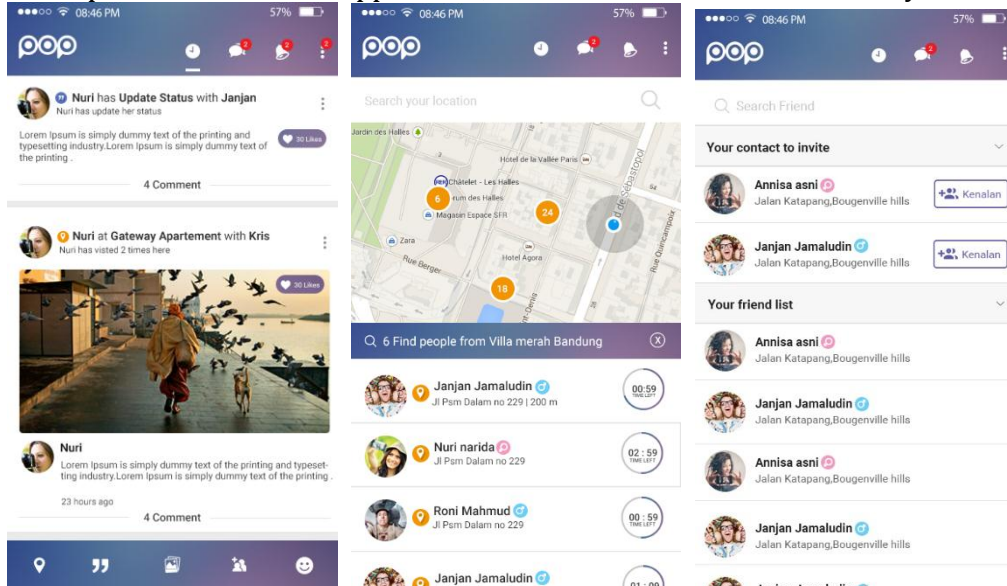 08:46 PM 57%
pop
2 2 2
Nuri has Update Status with Janjan
Nuri has update her status
Lorem Ipsum is simply dummy text of the printing and
typesetting industry.Lorem Ipsum is simply dummy text of
the printing .
30 Likes
4 Comment
Nuri at Gateway Apartement with Kris
Nuri has visted 2 times here
30 Likes
Nuri
Lorem Ipsum is simply dummy text of the printing and typeset-
ting industry.Lorem Ipsum is simply dummy text of the printing .
23 hours ago
4 Comment
08:46 PM 57%
pop
2
Search your location
Jardin des Halles
Hôtel de la Vallée Paris
Châtelet - Les Halles
6
Forum des Halles
24
Magasin Espace SFR
Zara
Rue Berger
Hotel Agora
18
Rue Quincampoix
6 Find people from Villa merah Bandung
Janjan Jamaludin
Jl Psm Dalam no 229 | 200 m
00:59
TIME LEFT
Nuri narida
Jl Psm Dalam no 229
02 : 59
TIME LEFT
Roni Mahmud
Jl Psm Dalam no 229
00 : 59
TIME LEFT
Janjan Jamaludin
08:46 PM 57%
pop
2
Search Friend
Your contact to invite
Annisa asni
Jalan Katapang,Bougenville hills
Kenalan
Janjan Jamaludin
Jalan Katapang,Bougenville hills
Kenalan
Your friend list
Annisa asni
Jalan Katapang,Bougenville hills
Janjan Jamaludin
Jalan Katapang,Bougenville hills
Annisa asni
Jalan Katapang,Bougenville hills
Janjan Jamaludin
Jalan Katapang,Bougenville hills